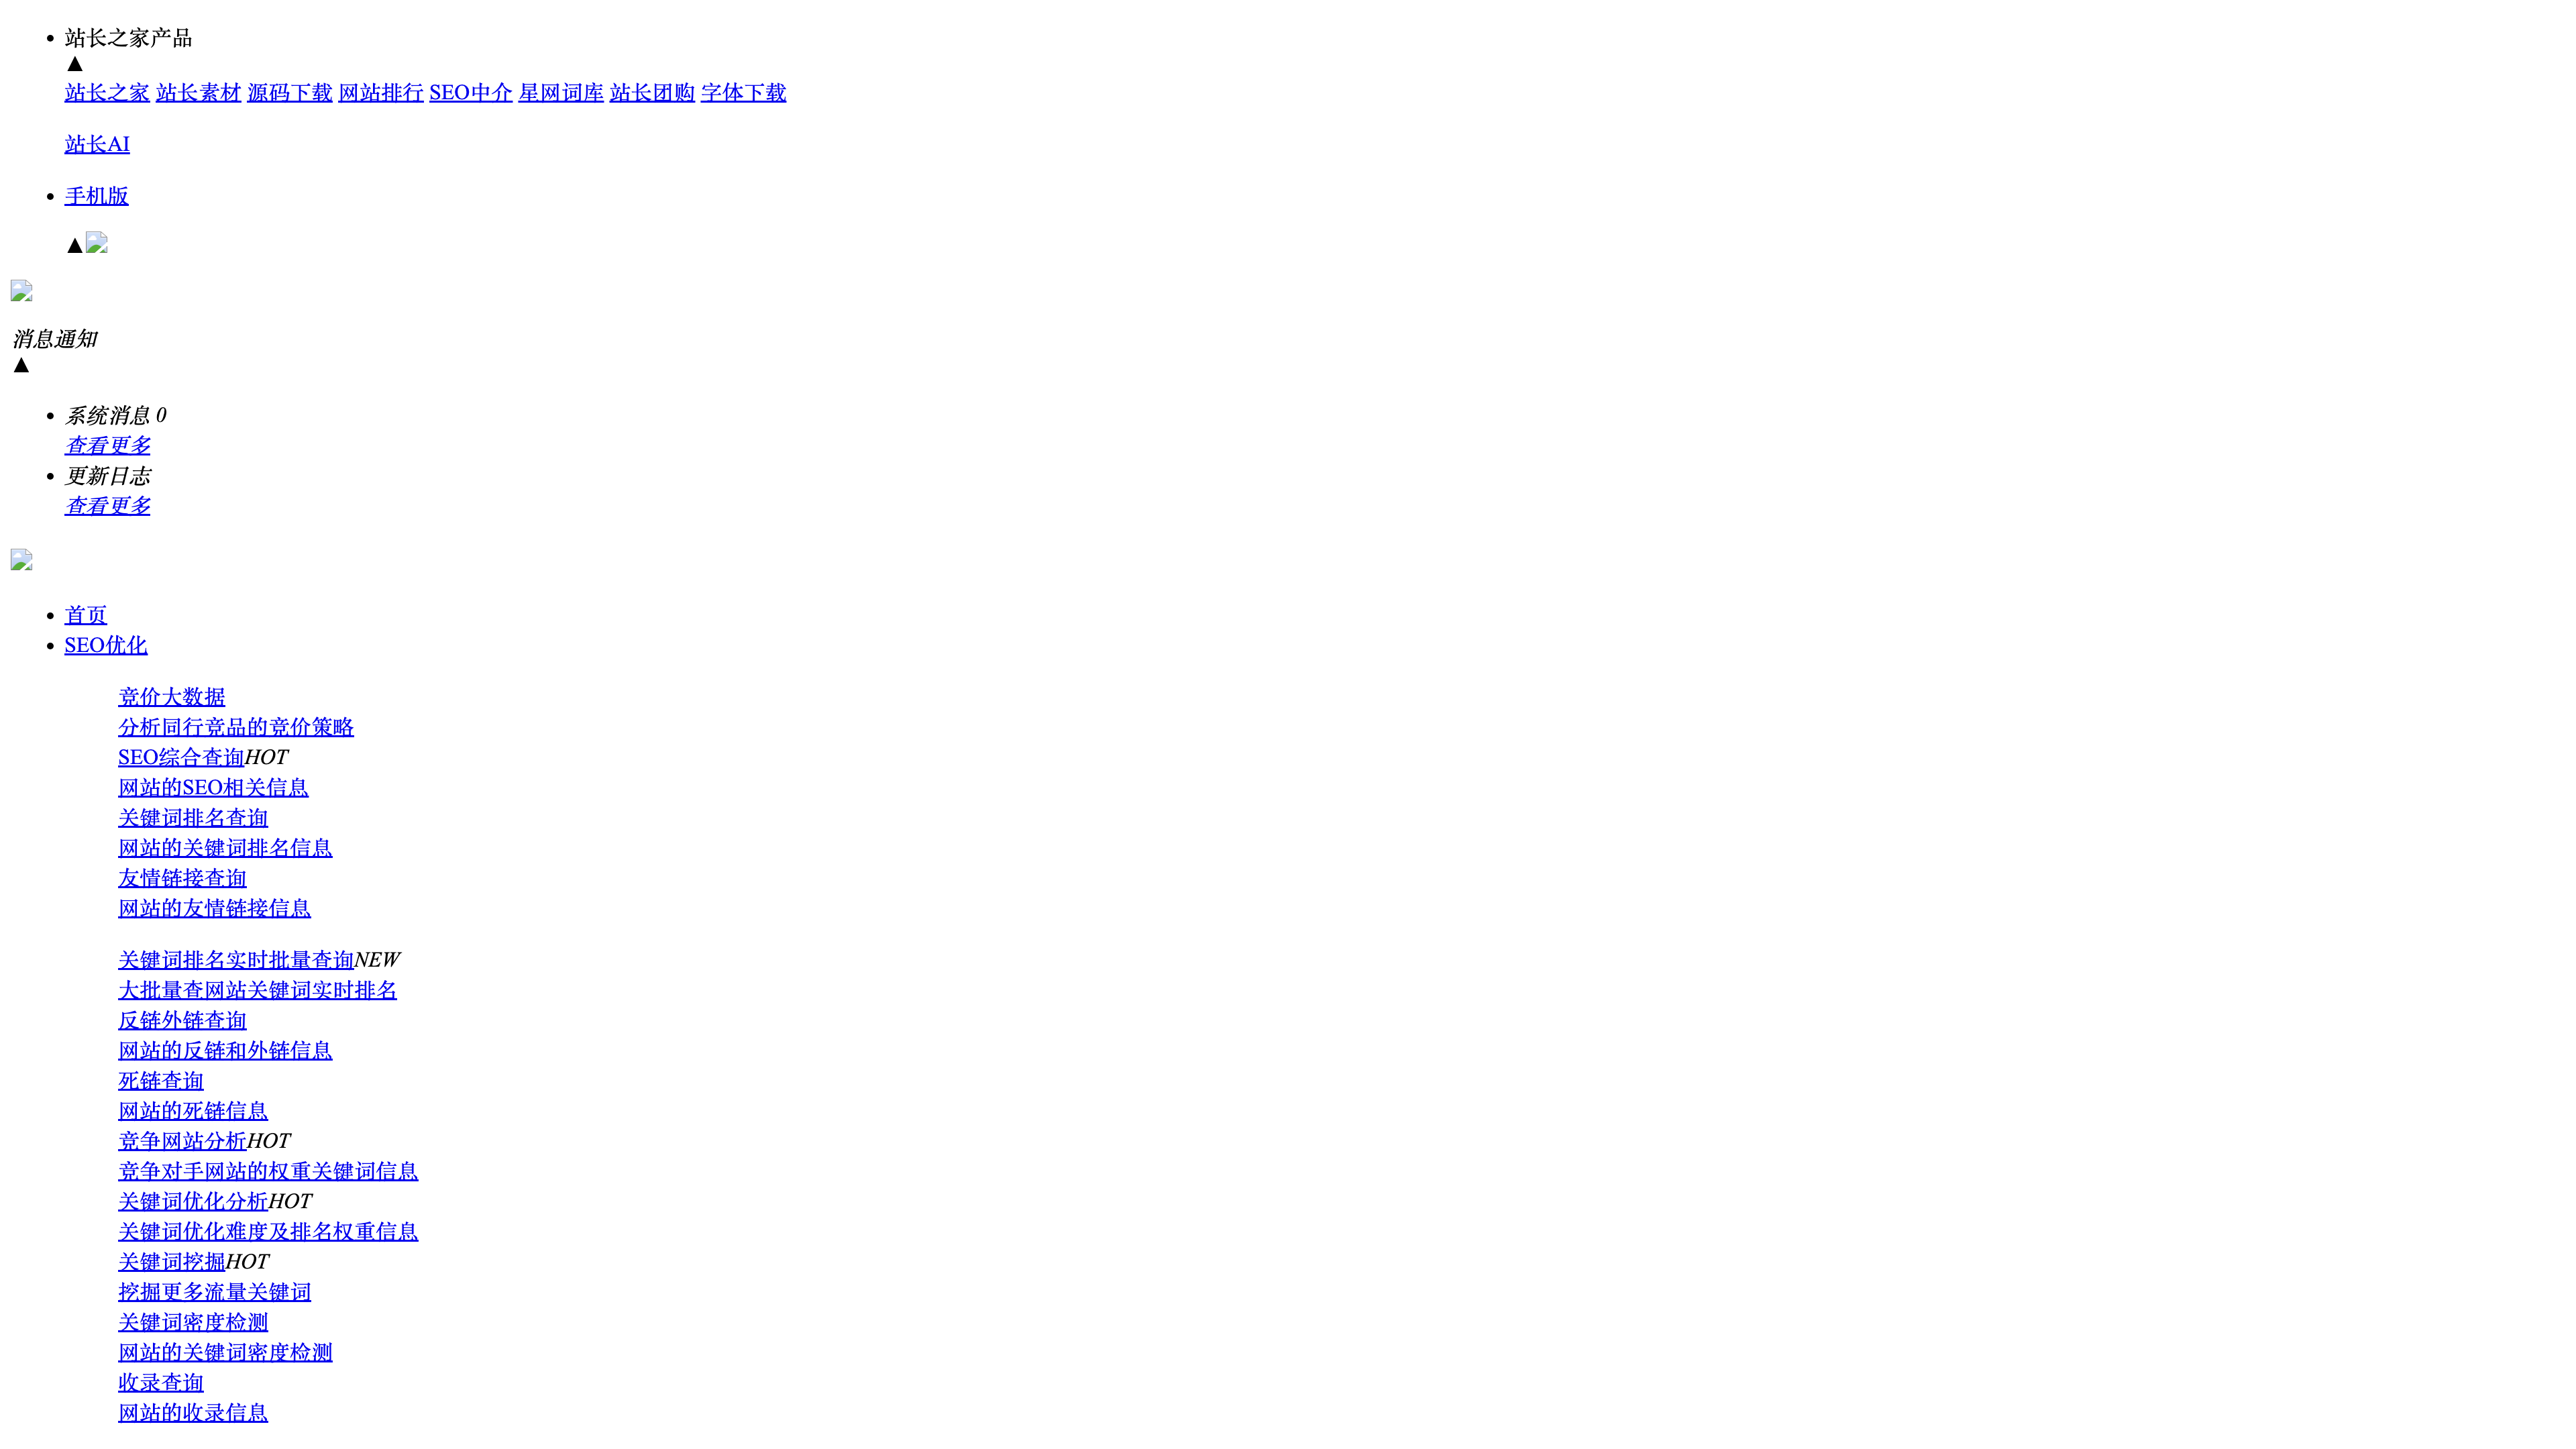 站长之家产品
▲
站长之家 站长素材 源码下载 网站排行 SEO中介 星网词库 站长团购 字体下载
站长AI
手机版
▲
消息通知
▲
系统消息 0
查看更多
更新日志
查看更多
首页
SEO优化
竞价大数据
分析同行竞品的竞价策略
SEO综合查询HOT
网站的SEO相关信息
关键词排名查询
网站的关键词排名信息
友情链接查询
网站的友情链接信息
关键词排名实时批量查询NEW
大批量查网站关键词实时排名
反链外链查询
网站的反链和外链信息
死链查询
网站的死链信息
竞争网站分析HOT
竞争对手网站的权重关键词信息
关键词优化分析HOT
关键词优化难度及排名权重信息
关键词挖掘HOT
挖掘更多流量关键词
关键词密度检测
网站的关键词密度检测
收录查询
网站的收录信息